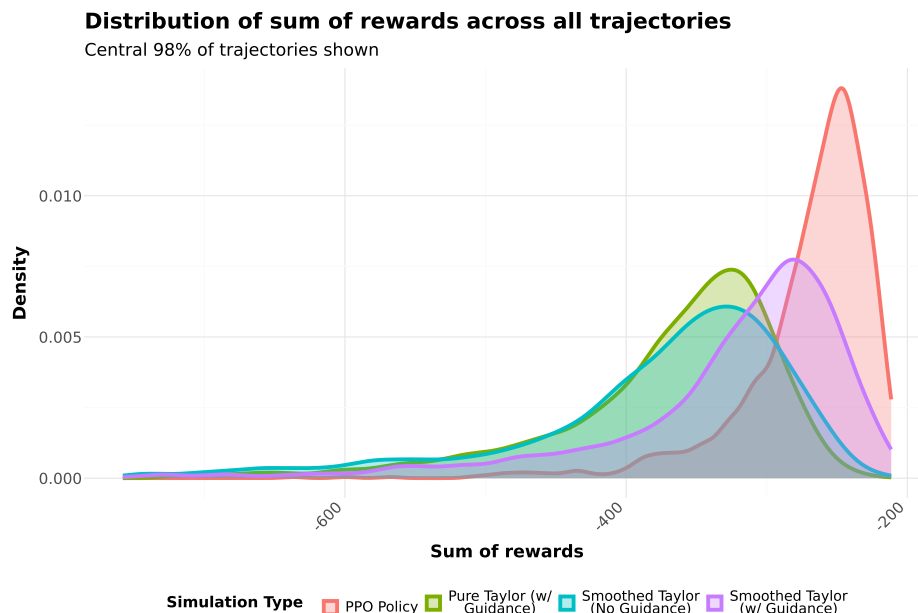 Distribution of sum of rewards across all trajectories
Central 98% of trajectories shown
Density
0.010
0.005
0.000
-600
-400
-200
Sum of rewards
Simulation Type
PPO Policy
Pure Taylor (w/
Guidance)
Smoothed Taylor
(No Guidance)
Smoothed Taylor
(w/ Guidance)